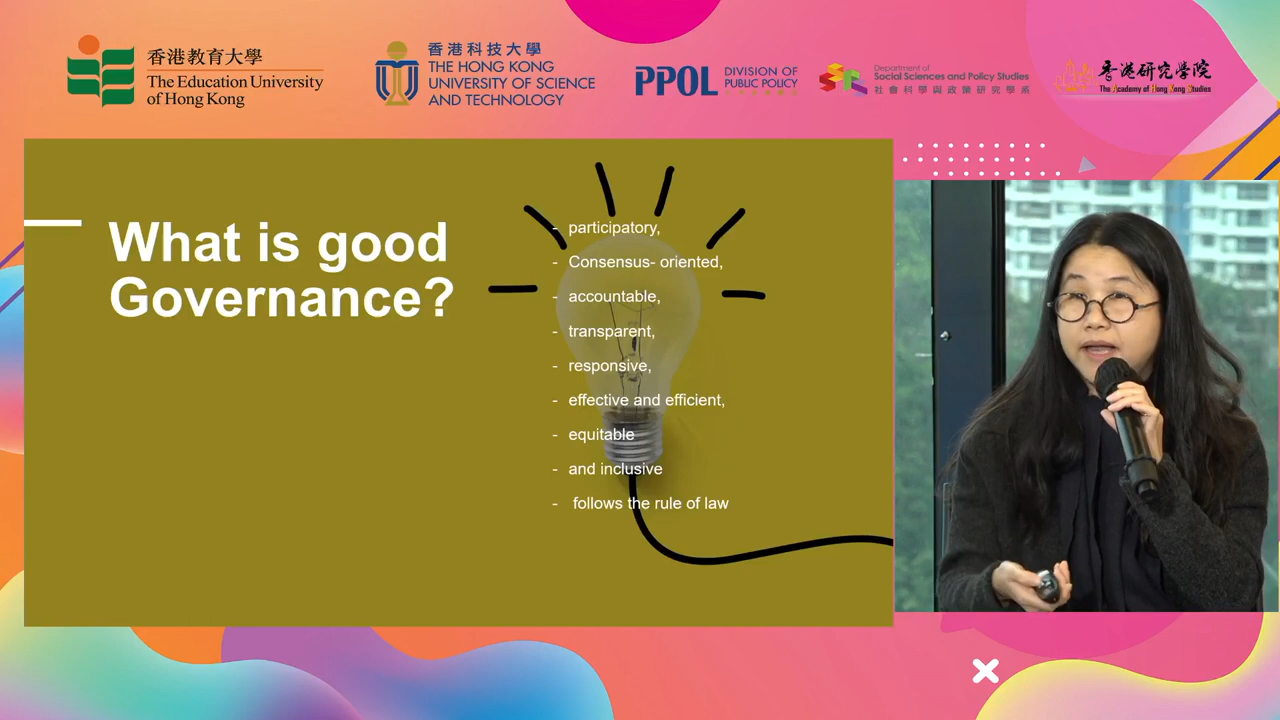 香港教育大學
The Education University
of Hong Kong
香港科技大學
THE HONG KONG
UNIVERSITY OF SCIENCE
AND TECHNOLOGY
PPOL
DIVISION OF
PUBLIC POLICY
Department of
Social Sciences and Policy Studies
社會科學與政策研究學系
香港研究學院
The Academy of Hong Kong Studies
What is good
Governance?
- participatory,
- Consensus- oriented,
- accountable,
- transparent,
- responsive,
- effective and efficient,
- equitable
- and inclusive
- follows the rule of law